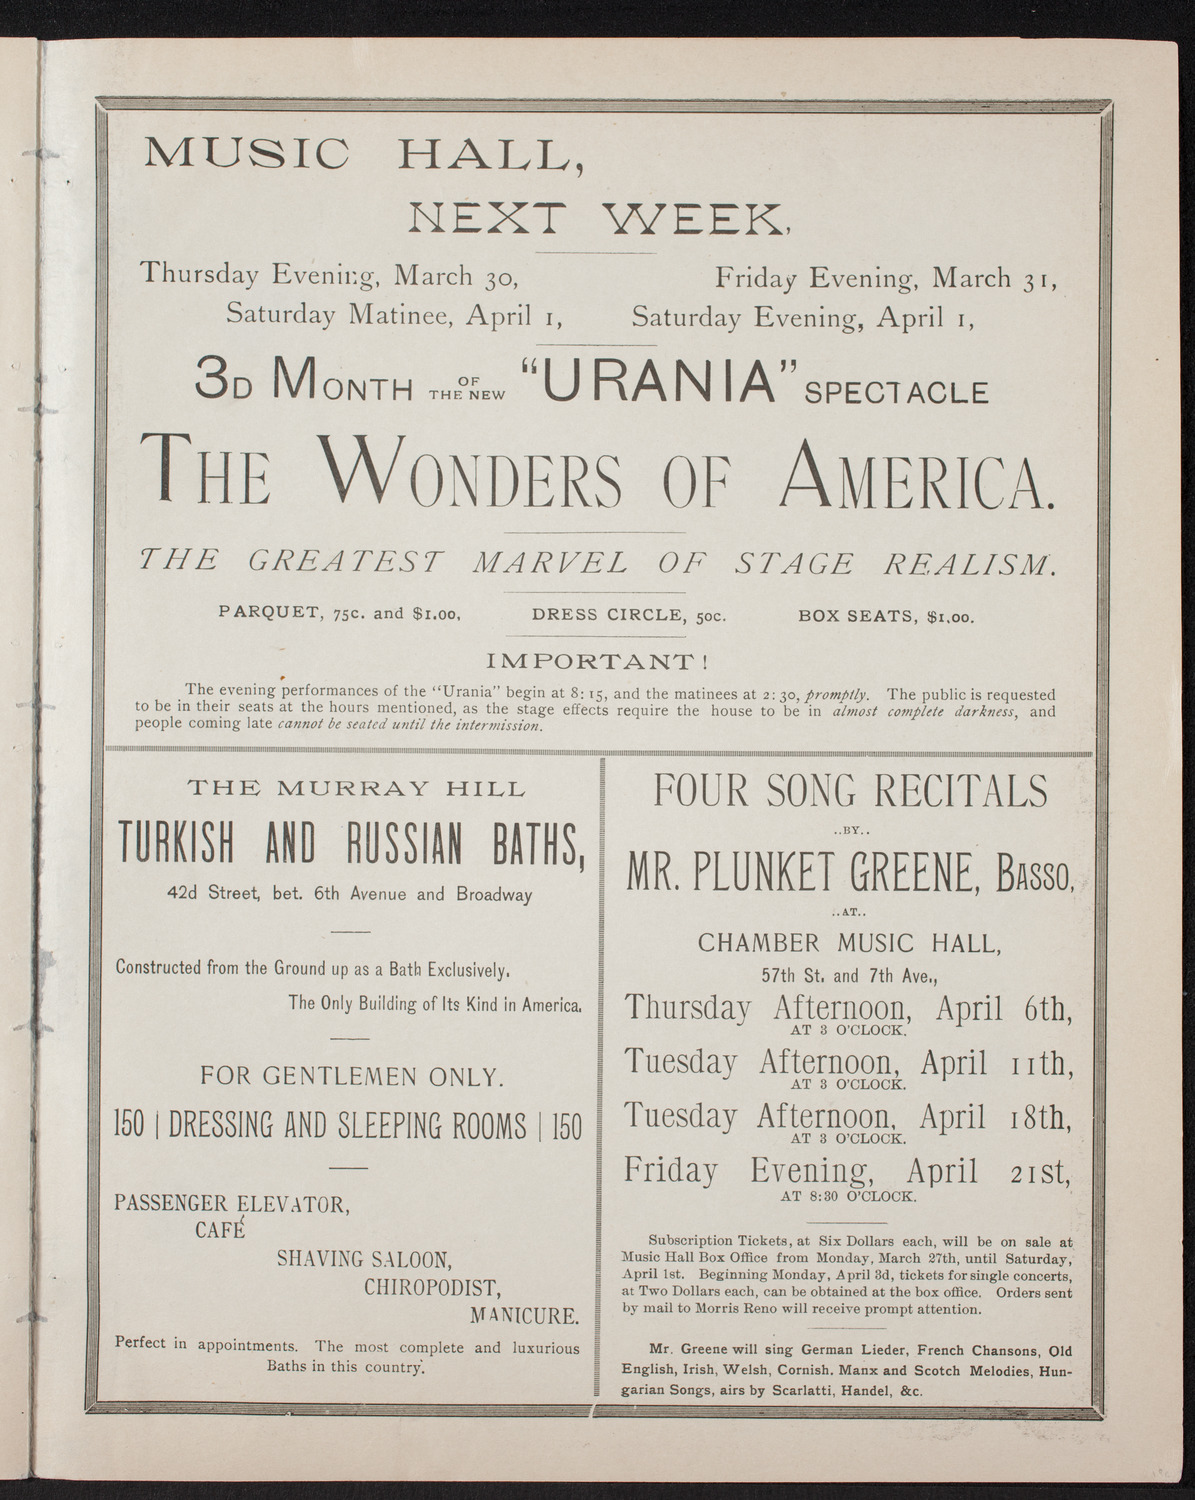 MUSIC HALL,
NEXT WEEK,
Thursday Evening, March 30,
Friday Evening, March 31,
Saturday Matinee, April 1,
Saturday Evening, April 1,
3D MONTH OF THE NEW "URANIA" SPECTACLE
THE WONDERS OF AMERICA.
THE GREATEST MARVEL OF STAGE REALISM.
PARQUET, 75c. and $1.00, DRESS CIRCLE, 50c. BOX SEATS, $1.00.
IMPORTANT!
The evening performances of the "Urania" begin at 8:15, and the matinees at 2:30, promptly. The public is requested
to be in their seats at the hours mentioned, as the stage effects require the house to be in almost complete darkness, and
people coming late cannot be seated until the intermission.
THE MURRAY HILL
TURKISH AND RUSSIAN BATHS,
42d Street, bet. 6th Avenue and Broadway
Constructed from the Ground up as a Bath Exclusively.
The Only Building of Its Kind in America.
FOR GENTLEMEN ONLY.
150 | DRESSING AND SLEEPING ROOMS | 150
PASSENGER ELEVATOR,
CAFÉ
SHAVING SALOON,
CHIROPODIST,
MANICURE.
Perfect in appointments. The most complete and luxurious
Baths in this country.
FOUR SONG RECITALS
..BY..
MR. PLUNKET GREENE, BASSO,
..AT..
CHAMBER MUSIC HALL,
57th St. and 7th Ave.,
Thursday Afternoon, April 6th,
AT 3 O'CLOCK.
Tuesday Afternoon, April 11th,
AT 3 O'CLOCK.
Tuesday Afternoon, April 18th,
AT 3 O'CLOCK.
Friday Evening, April 21st,
AT 8:30 O'CLOCK.
Subscription Tickets, at Six Dollars each, will be on sale at
Music Hall Box Office from Monday, March 27th, until Saturday,
April 1st. Beginning Monday, April 3d, tickets for single concerts,
at Two Dollars each, can be obtained at the box office. Orders sent
by mail to Morris Reno will receive prompt attention.
Mr. Greene will sing German Lieder, French Chansons, Old
English, Irish, Welsh, Cornish. Manx and Scotch Melodies, Hun-
garian Songs, airs by Scarlatti, Handel, &c.